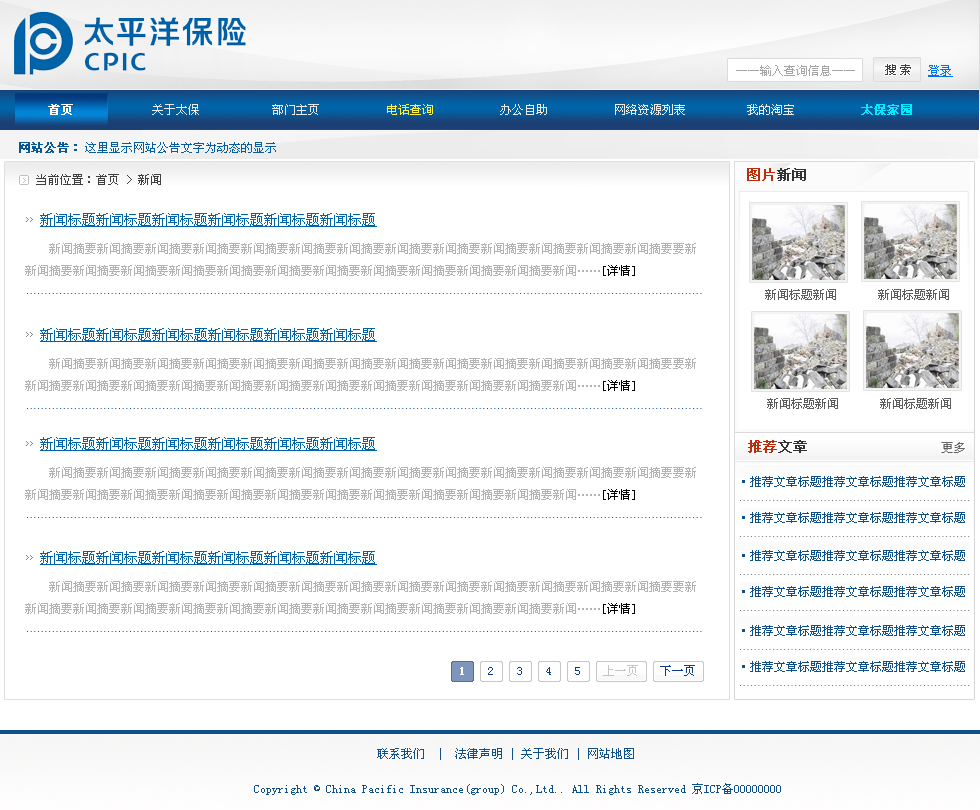 太平洋保险
CPIC
——输入查询信息—— 搜 索 登录
首页 关于太保 部门主页 电话查询 办公自助 网络资源列表 我的淘宝 太保家园
网站公告： 这里显示网站公告文字为动态的显示
当前位置：首页 > 新闻
新闻标题新闻标题新闻标题新闻标题新闻标题新闻标题
新闻摘要新闻摘要新闻摘要新闻摘要新闻摘要新闻摘要新闻摘要新闻摘要新闻摘要新闻摘要新闻摘要新闻摘要新闻摘要要新
新闻摘要新闻摘要新闻摘要新闻摘要新闻摘要新闻摘要新闻摘要新闻摘要新闻摘要新闻摘要新闻摘要新闻······[详情]
新闻标题新闻标题新闻标题新闻标题新闻标题新闻标题
新闻摘要新闻摘要新闻摘要新闻摘要新闻摘要新闻摘要新闻摘要新闻摘要新闻摘要新闻摘要新闻摘要新闻摘要新闻摘要要新
新闻摘要新闻摘要新闻摘要新闻摘要新闻摘要新闻摘要新闻摘要新闻摘要新闻摘要新闻摘要新闻摘要新闻······[详情]
新闻标题新闻标题新闻标题新闻标题新闻标题新闻标题
新闻摘要新闻摘要新闻摘要新闻摘要新闻摘要新闻摘要新闻摘要新闻摘要新闻摘要新闻摘要新闻摘要新闻摘要新闻摘要要新
新闻摘要新闻摘要新闻摘要新闻摘要新闻摘要新闻摘要新闻摘要新闻摘要新闻摘要新闻摘要新闻摘要新闻······[详情]
新闻标题新闻标题新闻标题新闻标题新闻标题新闻标题
新闻摘要新闻摘要新闻摘要新闻摘要新闻摘要新闻摘要新闻摘要新闻摘要新闻摘要新闻摘要新闻摘要新闻摘要新闻摘要要新
新闻摘要新闻摘要新闻摘要新闻摘要新闻摘要新闻摘要新闻摘要新闻摘要新闻摘要新闻摘要新闻摘要新闻······[详情]
1 2 3 4 5 上一页 下一页
图片新闻
新闻标题新闻 新闻标题新闻
新闻标题新闻 新闻标题新闻
推荐文章 更多
推荐文章标题推荐文章标题推荐文章标题
推荐文章标题推荐文章标题推荐文章标题
推荐文章标题推荐文章标题推荐文章标题
推荐文章标题推荐文章标题推荐文章标题
推荐文章标题推荐文章标题推荐文章标题
推荐文章标题推荐文章标题推荐文章标题
联系我们 | 法律声明 | 关于我们 | 网站地图
Copyright © China Pacific Insurance(group) Co.,Ltd.. All Rights Reserved 京ICP备00000000